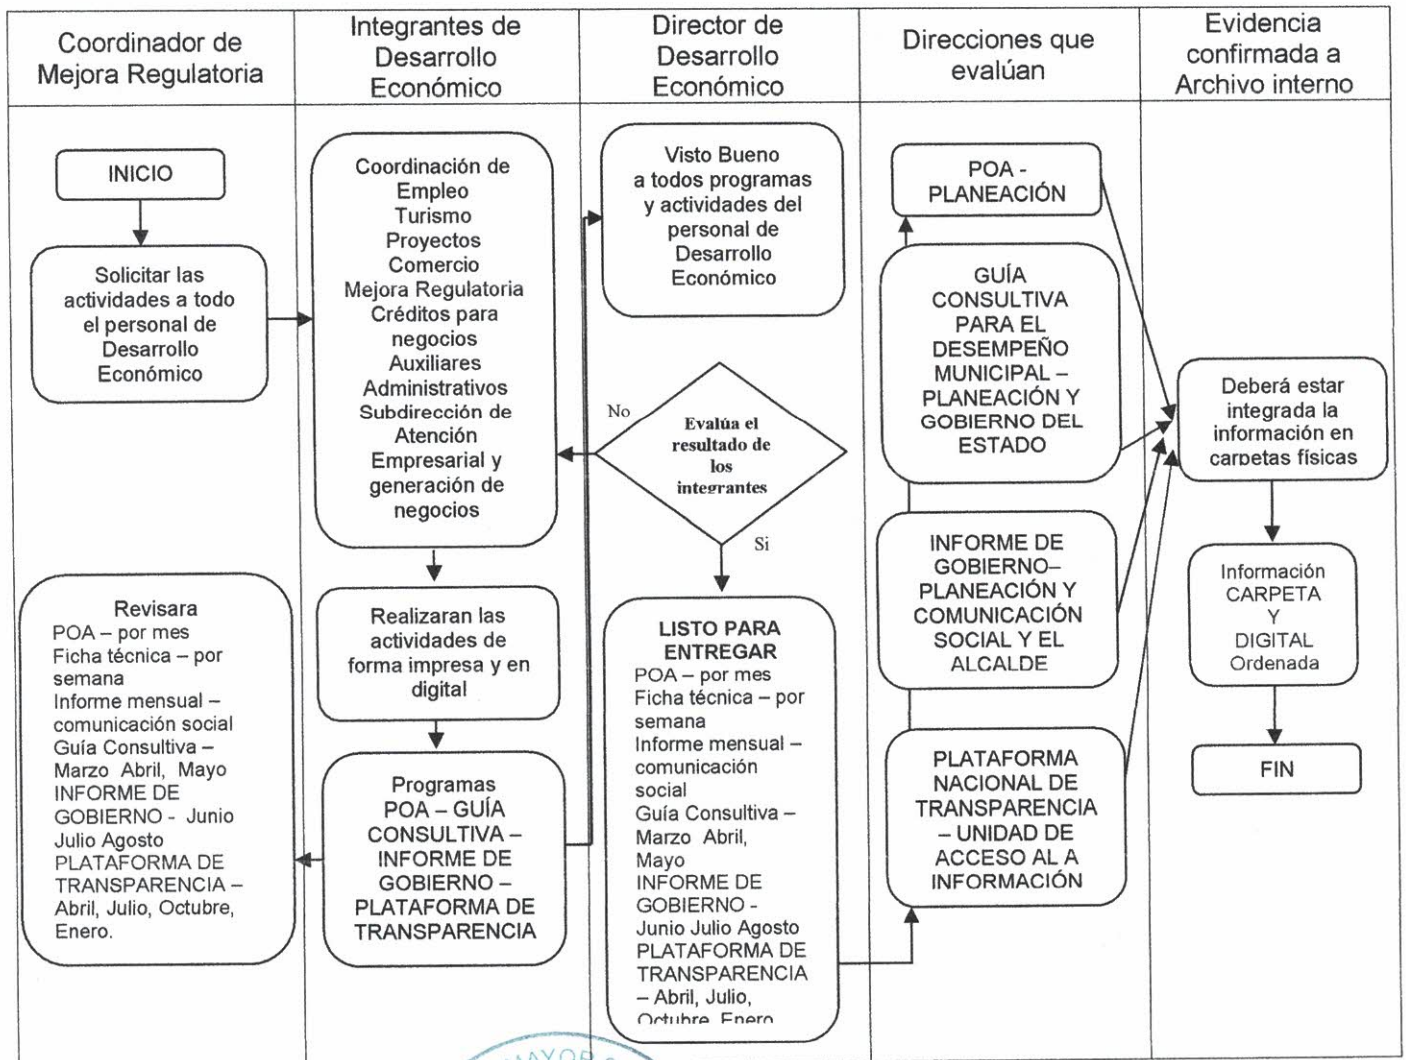 Coordinador de
Mejora Regulatoria
Integrantes de
Desarrollo
Económico
Director de
Desarrollo
Económico
Direcciones que
evalúan
Evidencia
confirmada a
Archivo interno
INICIO
Solicitar las
actividades a todo
el personal de
Desarrollo
Económico
Revisara
POA – por mes
Ficha técnica – por
semana
Informe mensual –
comunicación social
Guía Consultiva –
Marzo Abril, Mayo
INFORME DE
GOBIERNO - Junio
Julio Agosto
PLATAFORMA DE
TRANSPARENCIA –
Abril, Julio, Octubre,
Enero.
Coordinación de
Empleo
Turismo
Proyectos
Comercio
Mejora Regulatoria
Créditos para
negocios
Auxiliares
Administrativos
Subdirección de
Atención
Empresarial y
generación de
negocios
Realizaran las
actividades de
forma impresa y en
digital
Programas
POA – GUÍA
CONSULTIVA –
INFORME DE
GOBIERNO –
PLATAFORMA DE
TRANSPARENCIA
Visto Bueno
a todos programas
y actividades del
personal de
Desarrollo
Económico
No
Evalúa el
resultado de
los
integrantes
Si
LISTO PARA
ENTREGAR
POA – por mes
Ficha técnica – por
semana
Informe mensual –
comunicación
social
Guía Consultiva –
Marzo Abril,
Mayo
INFORME DE
GOBIERNO -
Junio Julio Agosto
PLATAFORMA DE
TRANSPARENCIA
– Abril, Julio,
Octubre, Enero
POA -
PLANEACIÓN
GUÍA
CONSULTIVA
PARA EL
DESEMPEÑO
MUNICIPAL –
PLANEACIÓN Y
GOBIERNO DEL
ESTADO
INFORME DE
GOBIERNO–
PLANEACIÓN Y
COMUNICACIÓN
SOCIAL Y EL
ALCALDE
PLATAFORMA
NACIONAL DE
TRANSPARENCIA
– UNIDAD DE
ACCESO AL A
INFORMACIÓN
Deberá estar
integrada la
información en
carpetas físicas
Información
CARPETA
Y
DIGITAL
Ordenada
FIN
MAYOR